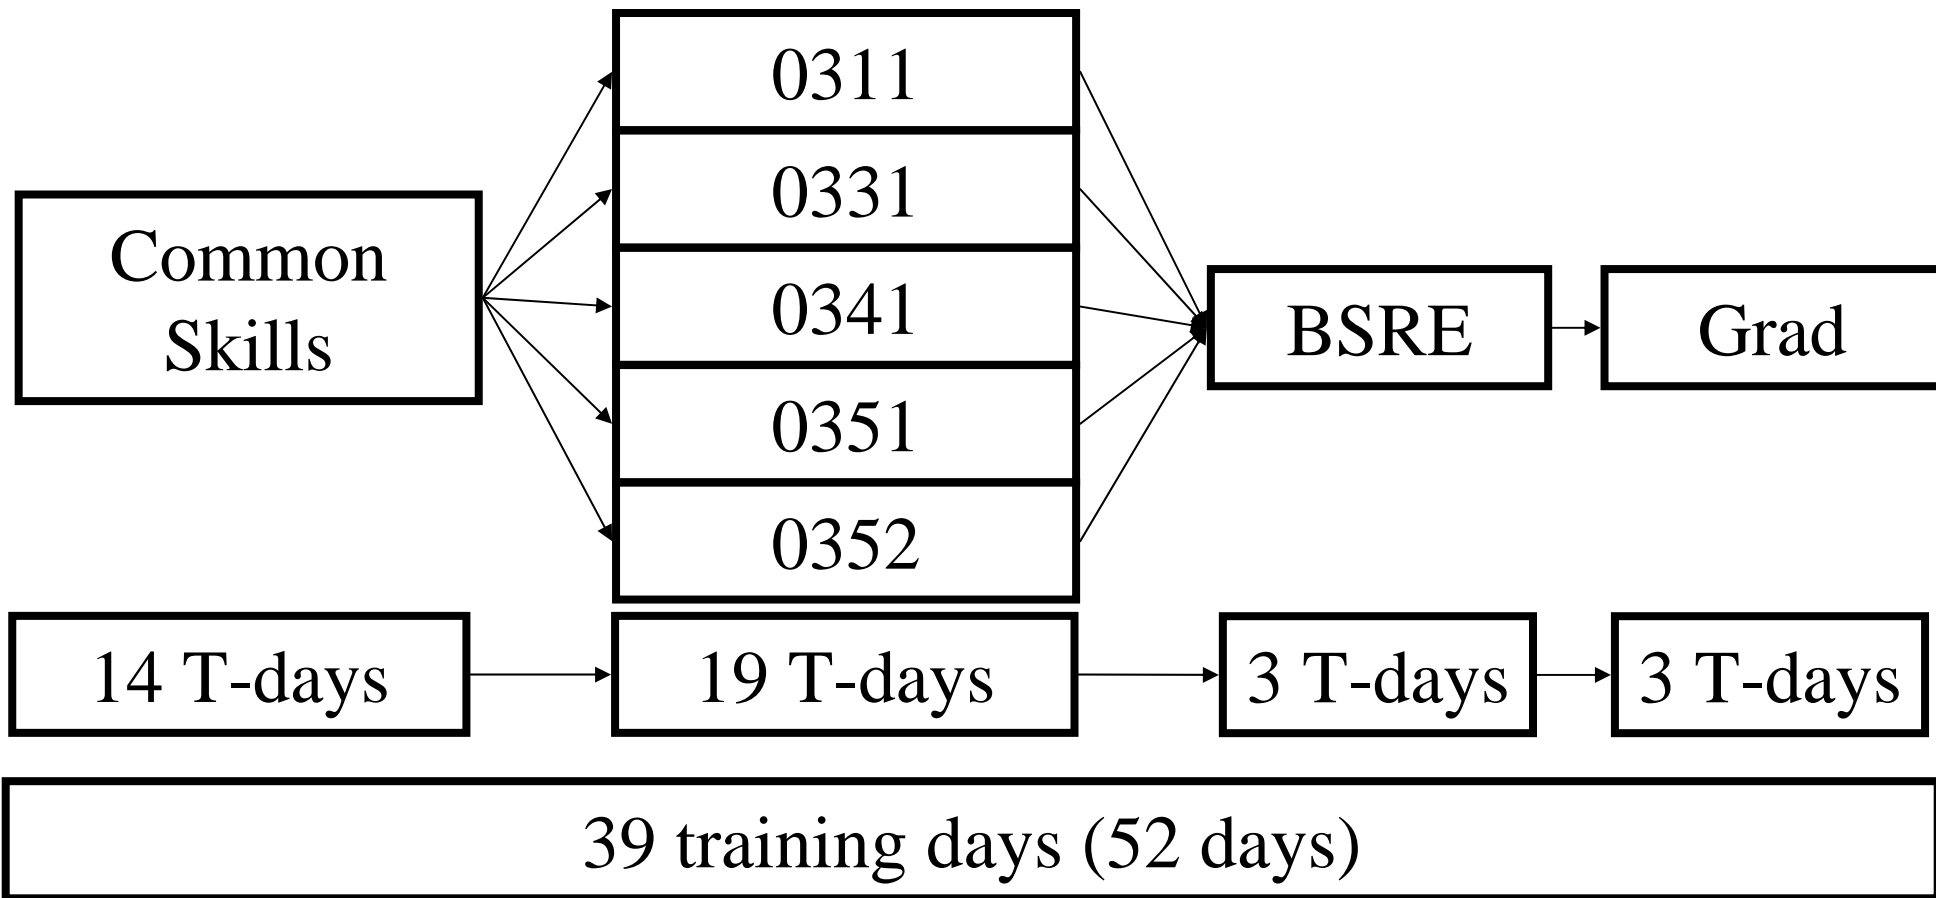 Common
Skills
0311
0331
0341
0351
0352
BSRE
Grad
14 T-days
19 T-days
3 T-days
3 T-days
39 training days (52 days)